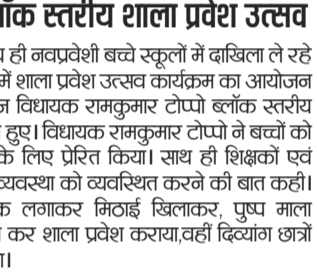 स्तरीय शाला प्रवेश उत्सव
ही नवप्रवेशी बच्चे स्कूलों में दाखिला ले रहे
में शाला प्रवेश उत्सव कार्यक्रम का आयोजन
विधायक रामकुमार टोप्पो ब्लॉक स्तरीय
हुए। विधायक रामकुमार टोप्पो ने बच्चों को
के लिए प्रेरित किया। साथ ही शिक्षकों एवं
व्यवस्था को व्यवस्थित करने की बात कही।
लगाकर मिठाई खिलाकर, पुष्प माला
कर शाला प्रवेश कराया,वहीं दिव्यांग छात्रों